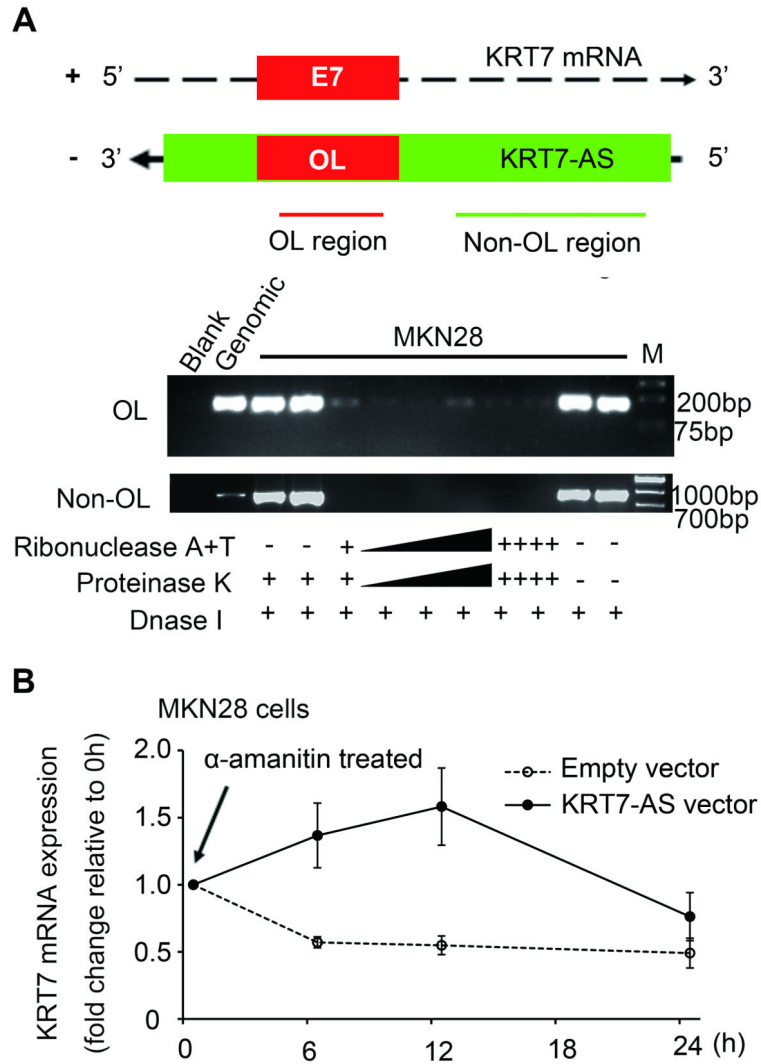 A
+ 5’ E7 KRT7 mRNA 3’
- 3’ OL KRT7-AS 5’
OL region Non-OL region
Blank
Genomic
MKN28 M
OL 200bp
75bp
Non-OL 1000bp
700bp
Ribonuclease A+T - - + ++++ - -
Proteinase K + + + ++++ - -
Dnase I + + + + + + + + + +
B
MKN28 cells
α-amanitin treated
Empty vector
KRT7-AS vector
KRT7 mRNA expression
(fold change relative to 0h)
2.0
1.5
1.0
0.5
0
0 6 12 18 24 (h)